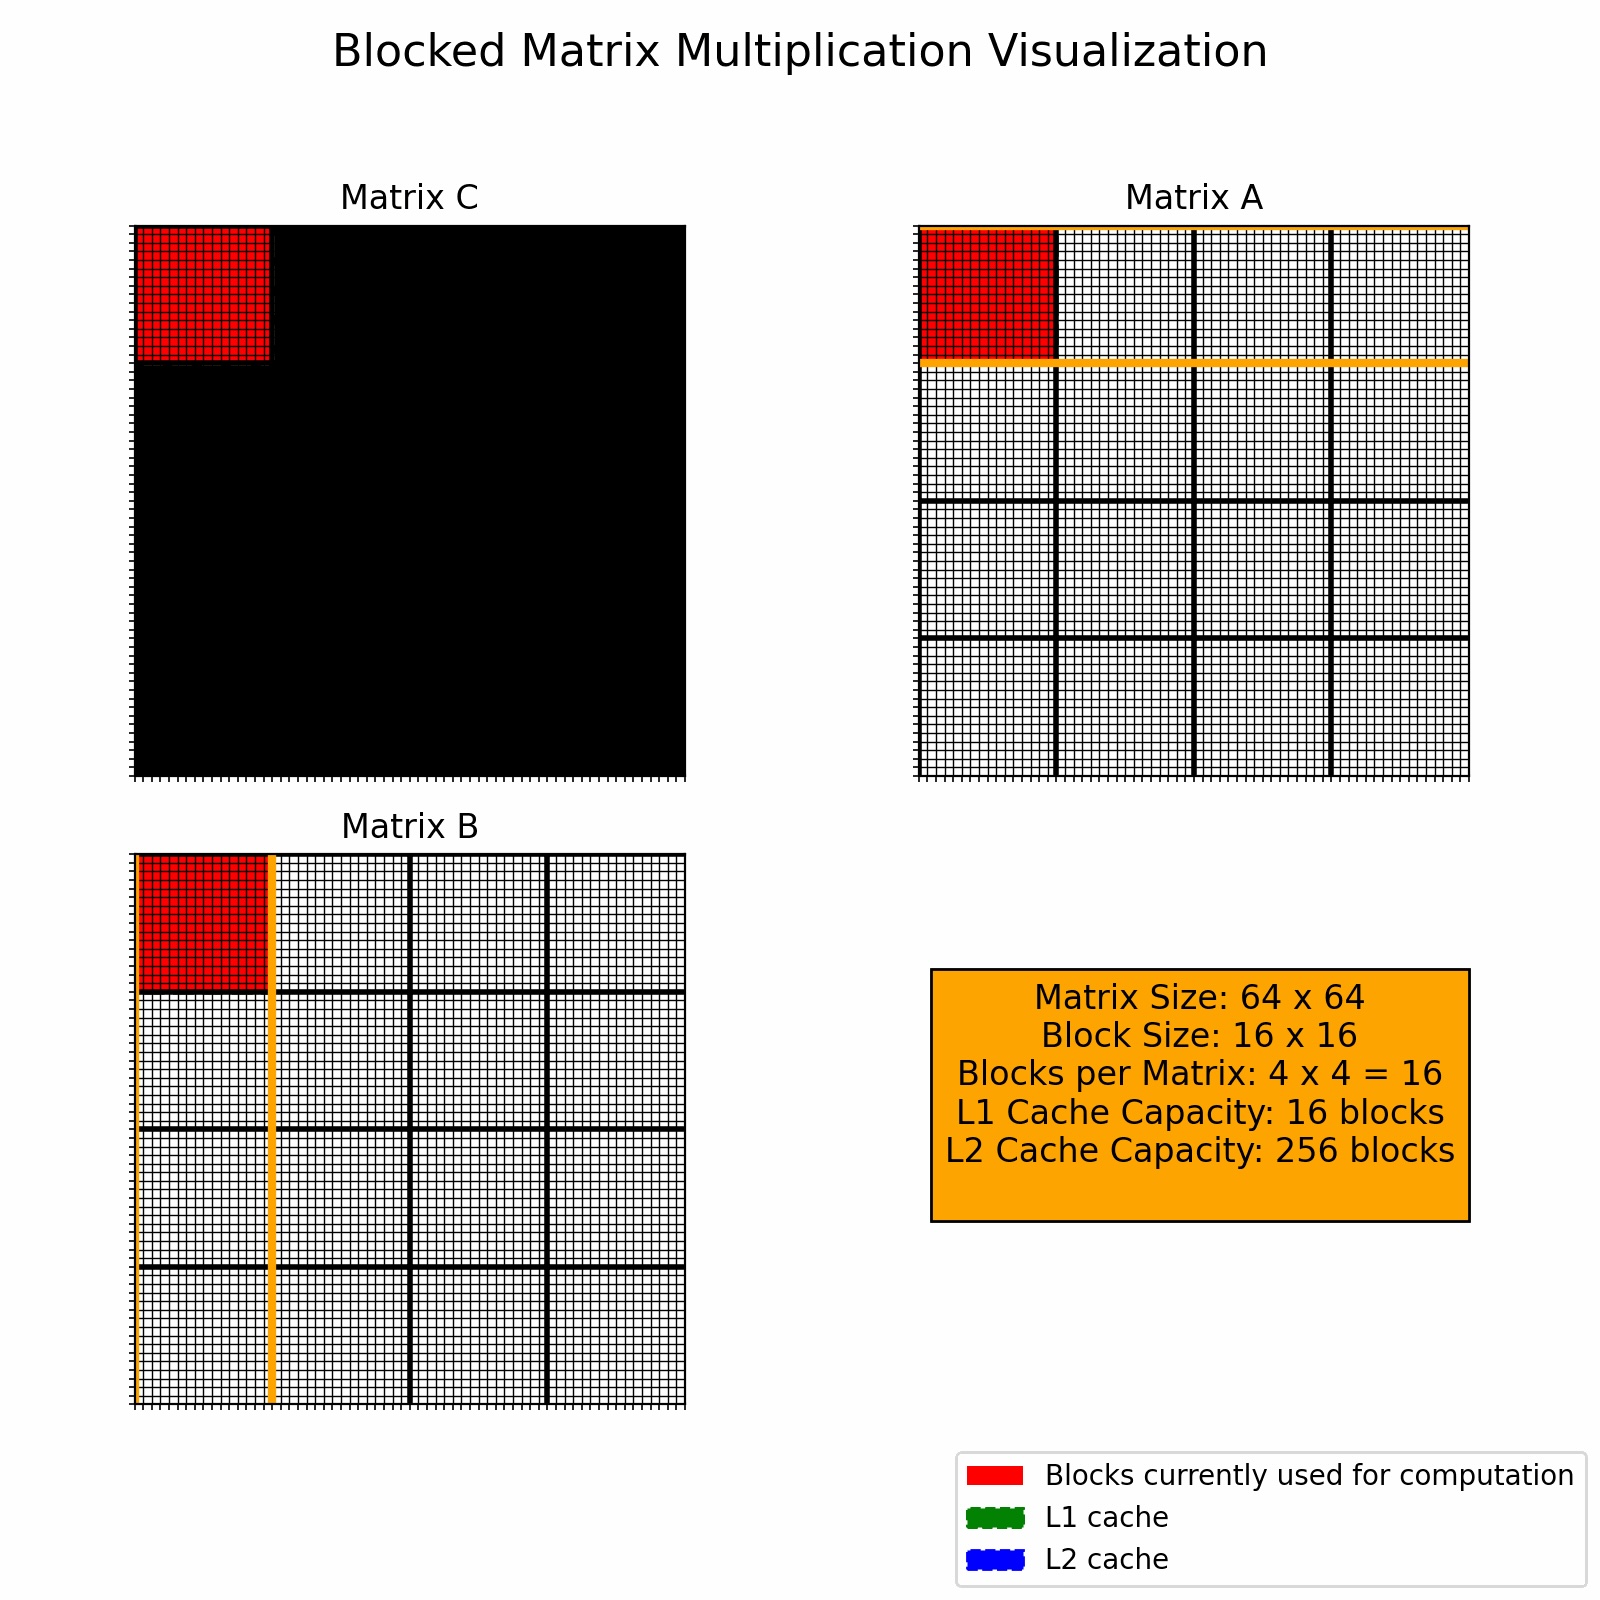 Blocked Matrix Multiplication Visualization
Matrix C
Matrix A
Matrix B
Matrix Size: 64 x 64
Block Size: 16 x 16
Blocks per Matrix: 4 x 4 = 16
L1 Cache Capacity: 16 blocks
L2 Cache Capacity: 256 blocks
Blocks currently used for computation
L1 cache
L2 cache